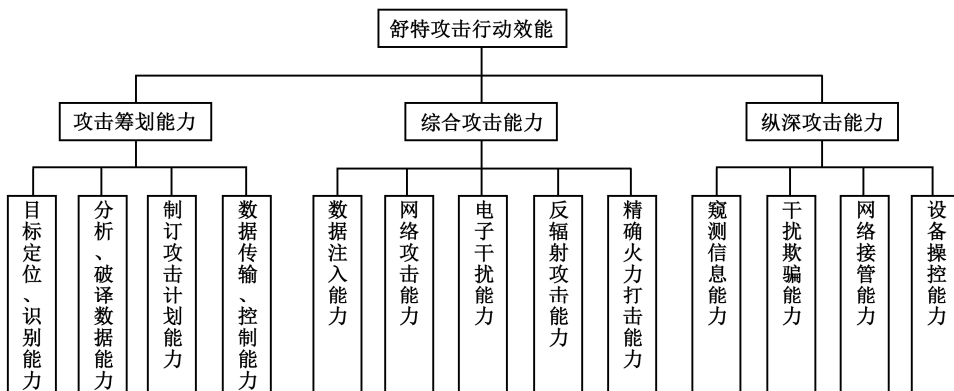 舒特攻击行动效能
攻击筹划能力
综合攻击能力
纵深攻击能力
目标定位、识别能力
分析、破译数据能力
制订攻击计划能力
数据传输、控制能力
数据注入能力
网络攻击能力
电子干扰能力
反辐射攻击能力
精确火力打击能力
窥测信息能力
干扰欺骗能力
网络接管能力
设备操控能力